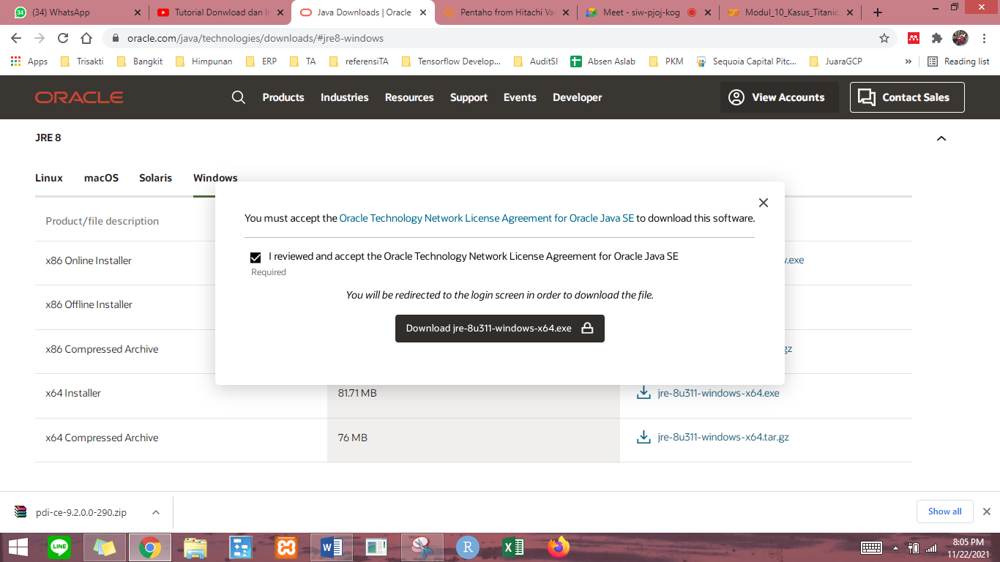 (34) WhatsApp
Tutorial Donwload dan In
Java Downloads | Oracle
Pentaho from Hitachi Van
Meet - siw-pjoj-kog
Modul_10_Kasus_Titanic.
oracle.com/java/technologies/downloads/#jre8-windows
Apps Trisakti Bangkit Himpunan ERP TA referensiTA Tensorflow Develop... AuditSI Absen Aslab PKM Sequoia Capital Pitc... JuaraGCP » Reading list
ORACLE Products Industries Resources Support Events Developer View Accounts Contact Sales
JRE 8
Linux macOS Solaris Windows
Product/file description
You must accept the Oracle Technology Network License Agreement for Oracle Java SE to download this software.
I reviewed and accept the Oracle Technology Network License Agreement for Oracle Java SE
Required
You will be redirected to the login screen in order to download the file.
Download jre-8u311-windows-x64.exe
x86 Online Installer
.exe
x86 Offline Installer
x86 Compressed Archive
gz
x64 Installer 81.71 MB jre-8u311-windows-x64.exe
x64 Compressed Archive 76 MB jre-8u311-windows-x64.tar.gz
pdi-ce-9.2.0.0-290.zip
Show all
LINE
R
8:05 PM
11/22/2021